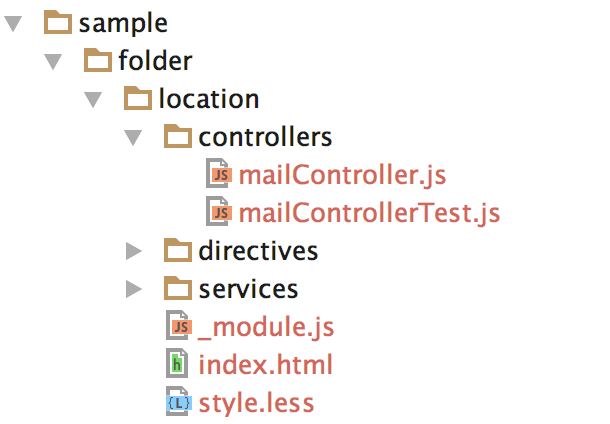 sample
folder
location
controllers
JS mailController.js
JS mailControllerTest.js
directives
services
JS _module.js
h index.html
{L} style.less